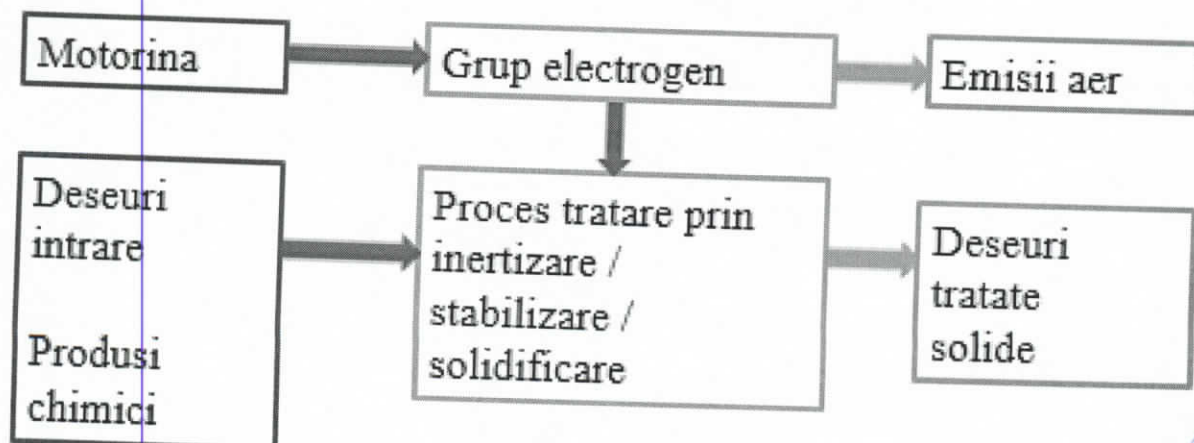 Motorina
Grup electrogen
Emisii aer
Deseuri
intrare
Produsi
chimici
Proces tratare prin
inertizare /
stabilizare /
solidificare
Deseuri
tratate
solide